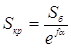 Sкр = Sб / e^{fα}